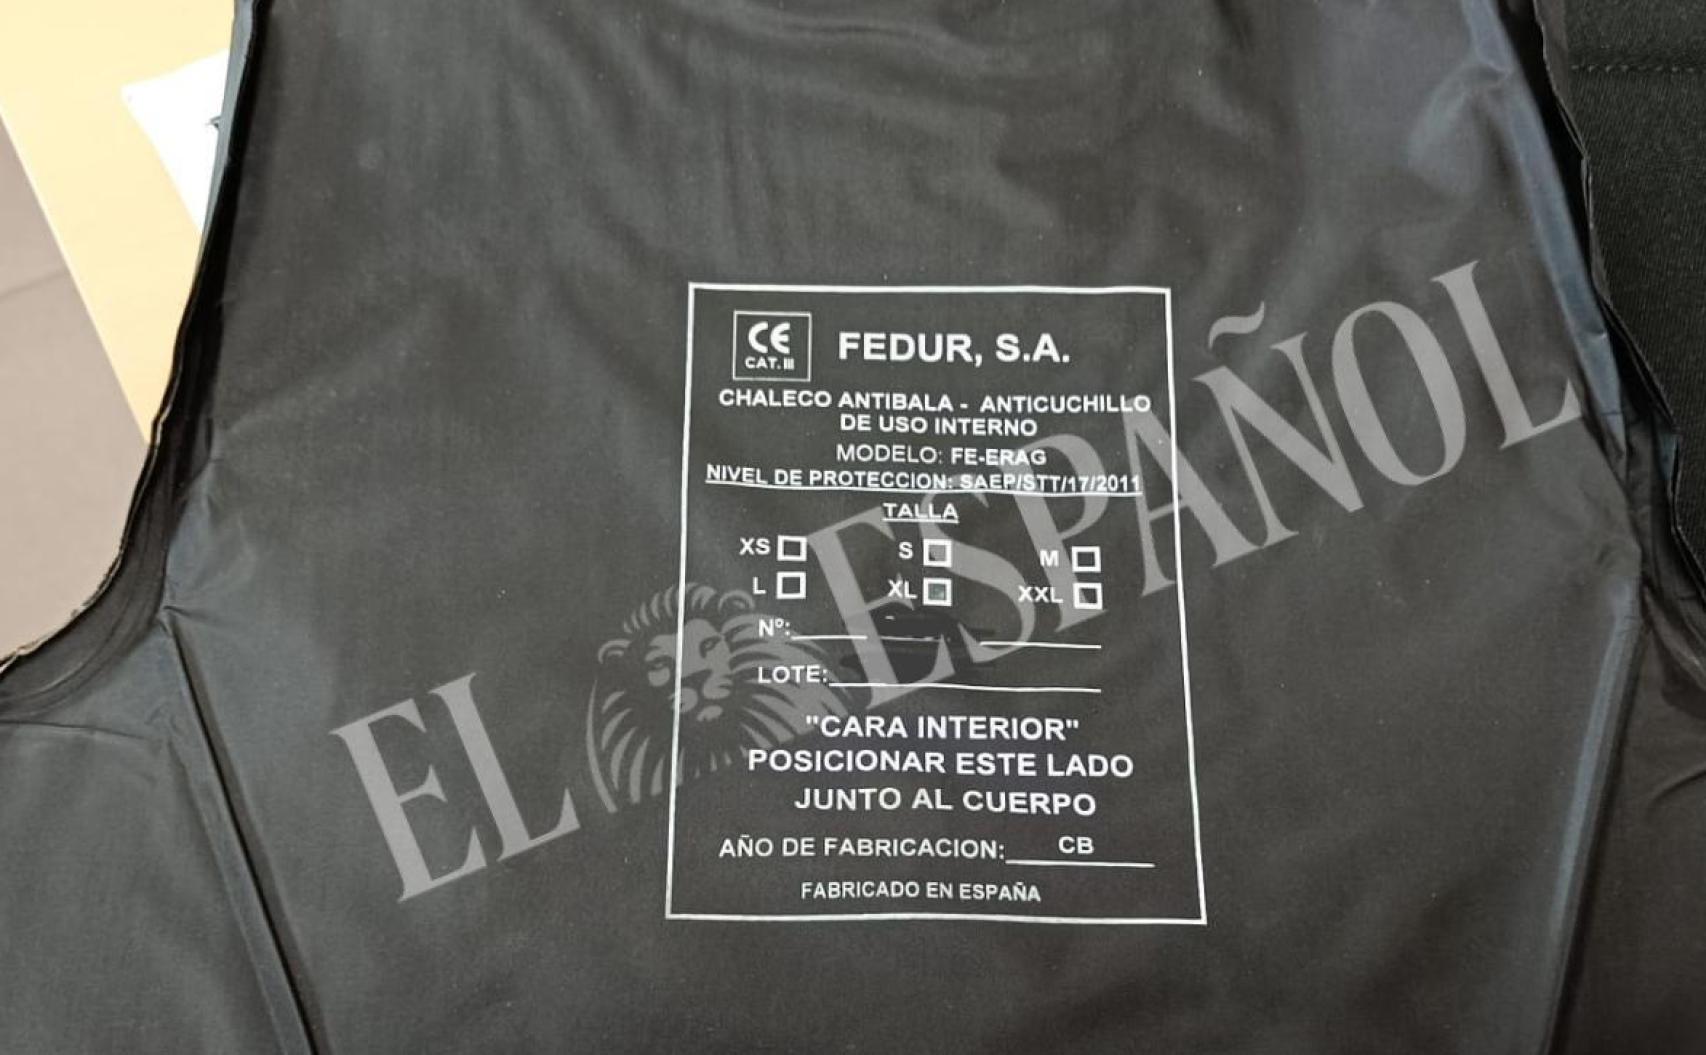 CE
CAT. III
FEDUR, S.A.
CHALECO ANTIBALA - ANTICUCHILLO
DE USO INTERNO
MODELO: FE-ERAG
NIVEL DE PROTECCION: SAEP/STT/17/2011
TALLA
XS S M
L XL XXL
Nº:
LOTE:
"CARA INTERIOR"
POSICIONAR ESTE LADO
JUNTO AL CUERPO
AÑO DE FABRICACION: CB
FABRICADO EN ESPAÑA
EL ESPAÑOL